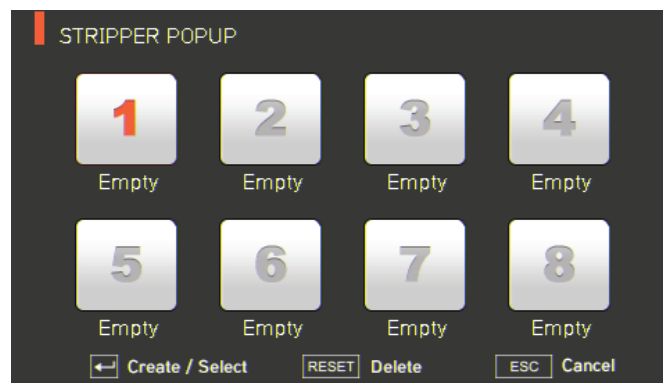 STRIPPER POPUP
1 2 3 4
Empty Empty Empty Empty
5 6 7 8
Empty Empty Empty Empty
Create / Select RESET Delete ESC Cancel